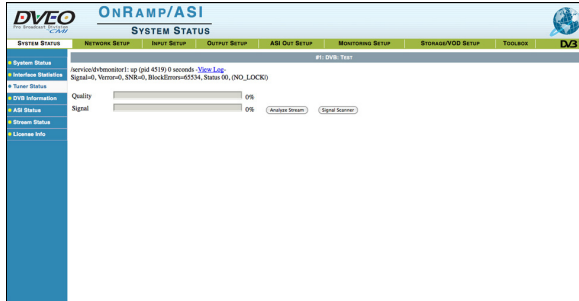 DVEO
Pro Broadcast Division
CMI
ONRAMP/ASI
SYSTEM STATUS
SYSTEM STATUS NETWORK SETUP INPUT SETUP OUTPUT SETUP ASI OUT SETUP MONITORING SETUP STORAGE/VOD SETUP TOOLBOX DVB
#1: DVB: TEST
System Status
Interface Statistics
Tuner Status
DVB Information
ASI Status
Stream Status
License Info
/service/dvbmonitor1: up (pid 4519) 0 seconds -View Log-
Signal=0, Verror=0, SNR=0, BlockErrors=65534, Status 00, (NO_LOCK!)
Quality 0%
Signal 0% Analyze Stream Signal Scanner